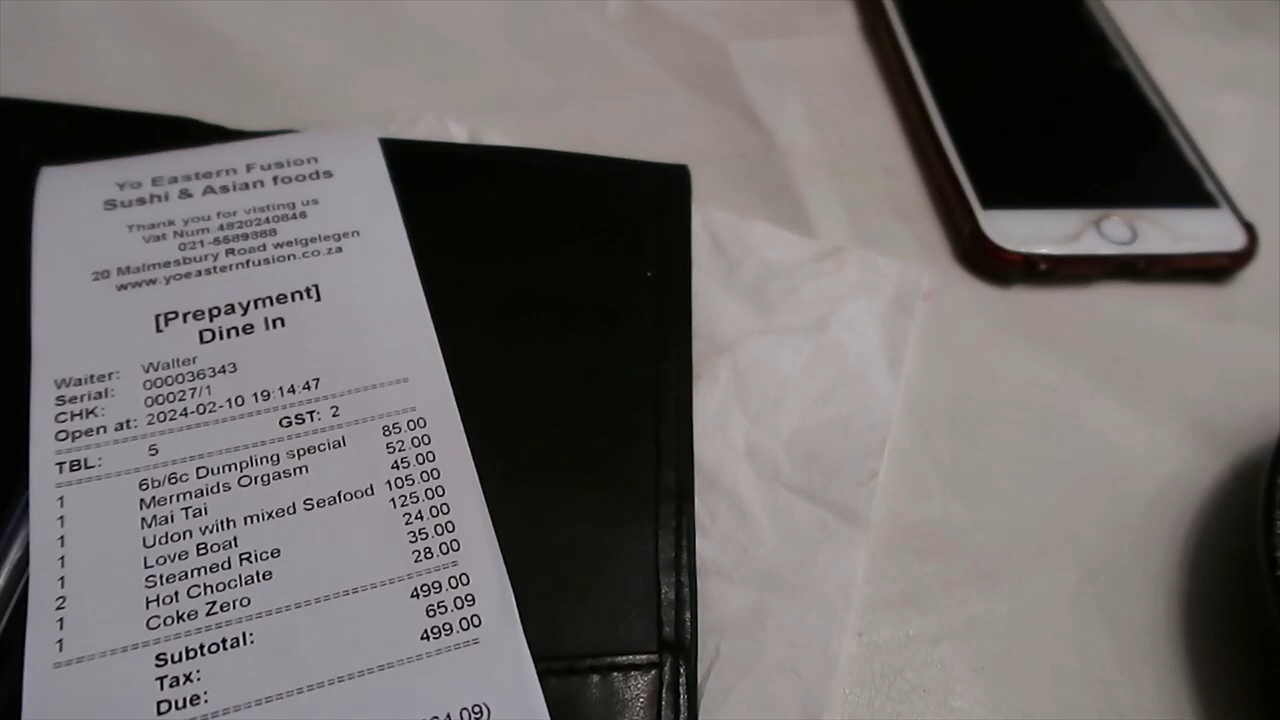 Yo Eastern Fusion
Sushi & Asian foods
Thank you for visting us
Vat Num 4820240846
021-5589388
20 Malmesbury Road welgelegen
www.yoeasternfusion.co.za
[Prepayment]
Dine In
Waiter: Walter
Serial: 000036343
CHK: 00027/1
Open at: 2024-02-10 19:14:47
TBL: 5 GST: 2
1 6b/6c Dumpling special 85.00
1 Mermaids Orgasm 52.00
1 Mai Tai 45.00
1 Udon with mixed Seafood 105.00
1 Love Boat 125.00
2 Steamed Rice 24.00
1 Hot Choclate 35.00
1 Coke Zero 28.00
Subtotal: 499.00
Tax: 65.09
Due: 499.00